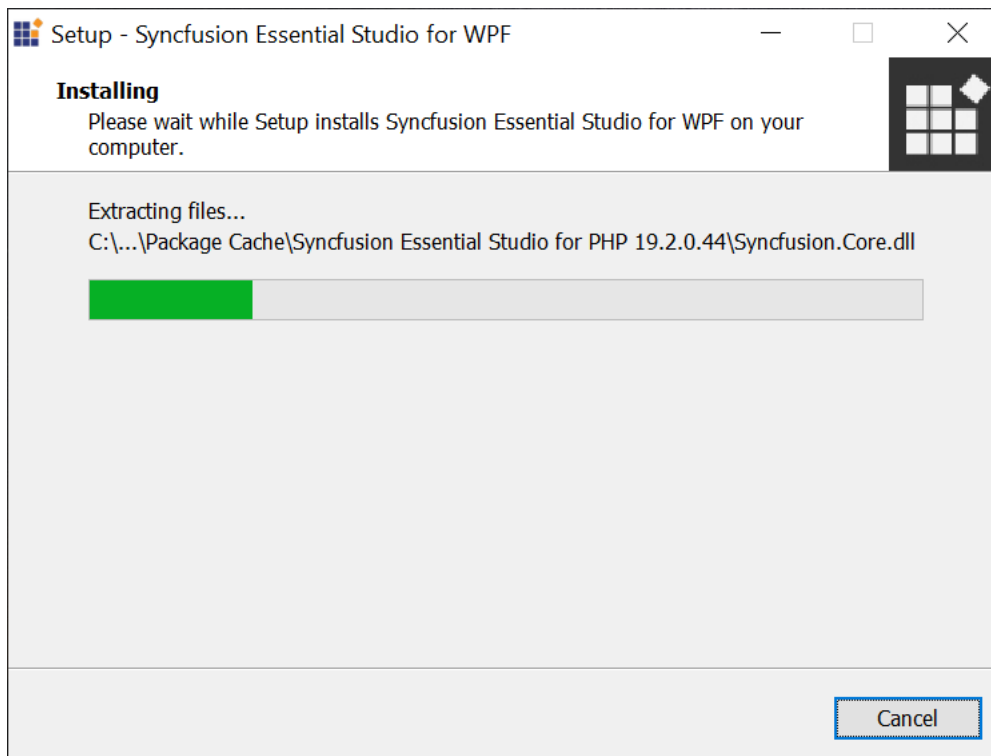 Setup - Syncfusion Essential Studio for WPF
Installing
Please wait while Setup installs Syncfusion Essential Studio for WPF on your
computer.
Extracting files...
C:\...\Package Cache\Syncfusion Essential Studio for PHP 19.2.0.44\Syncfusion.Core.dll
Cancel